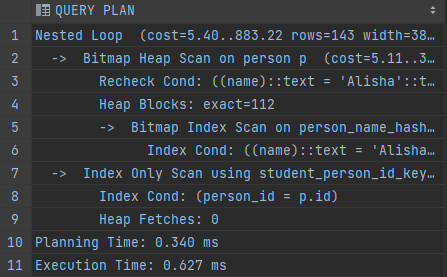 QUERY PLAN
1 Nested Loop  (cost=5.40..883.22 rows=143 width=38…
2   ->  Bitmap Heap Scan on person p  (cost=5.11..3…
3         Recheck Cond: ((name)::text = 'Alisha'::t…
4         Heap Blocks: exact=112
5         ->  Bitmap Index Scan on person_name_hash…
6               Index Cond: ((name)::text = 'Alisha…
7   ->  Index Only Scan using student_person_id_key…
8         Index Cond: (person_id = p.id)
9         Heap Fetches: 0
10 Planning Time: 0.340 ms
11 Execution Time: 0.627 ms